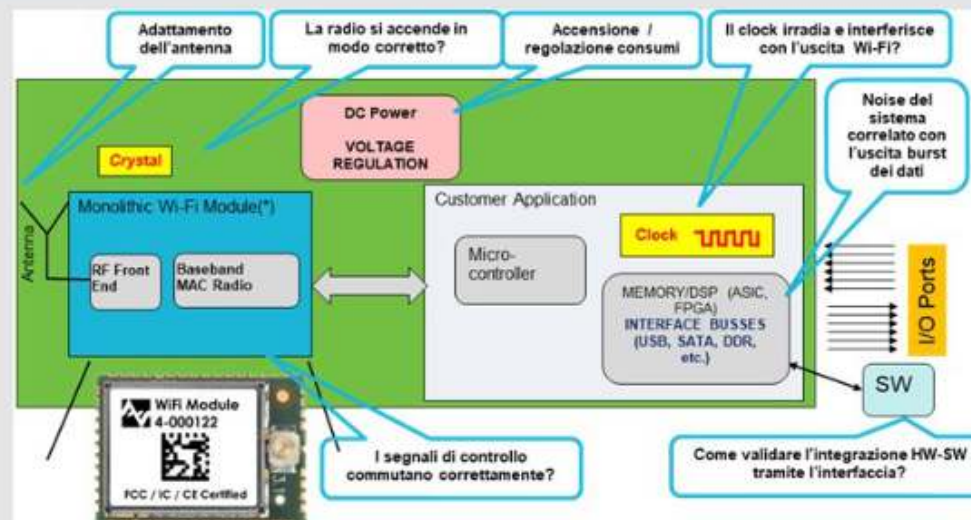 Adattamento
dell'antenna
La radio si accende in
modo corretto?
Accensione /
regolazione consumi
Il clock irradia e interferisce
con l'uscita Wi-Fi?
Noise del
sistema
correlato con
l'uscita burst
dei dati
DC Power
VOLTAGE
REGULATION
Crystal
Monolithic Wi-Fi Module(*)
Antenna
RF Front
End
Baseband
MAC Radio
Customer Application
Micro-
controller
Clock
MEMORY/DSP (ASIC,
FPGA)
INTERFACE BUSSES
(USB, SATA, DDR,
etc.)
I/O Ports
SW
WiFi Module
4-000122
FCC / IC / CE Certified
I segnali di controllo
commutano correttamente?
Come validare l'integrazione HW-SW
tramite l'interfaccia?